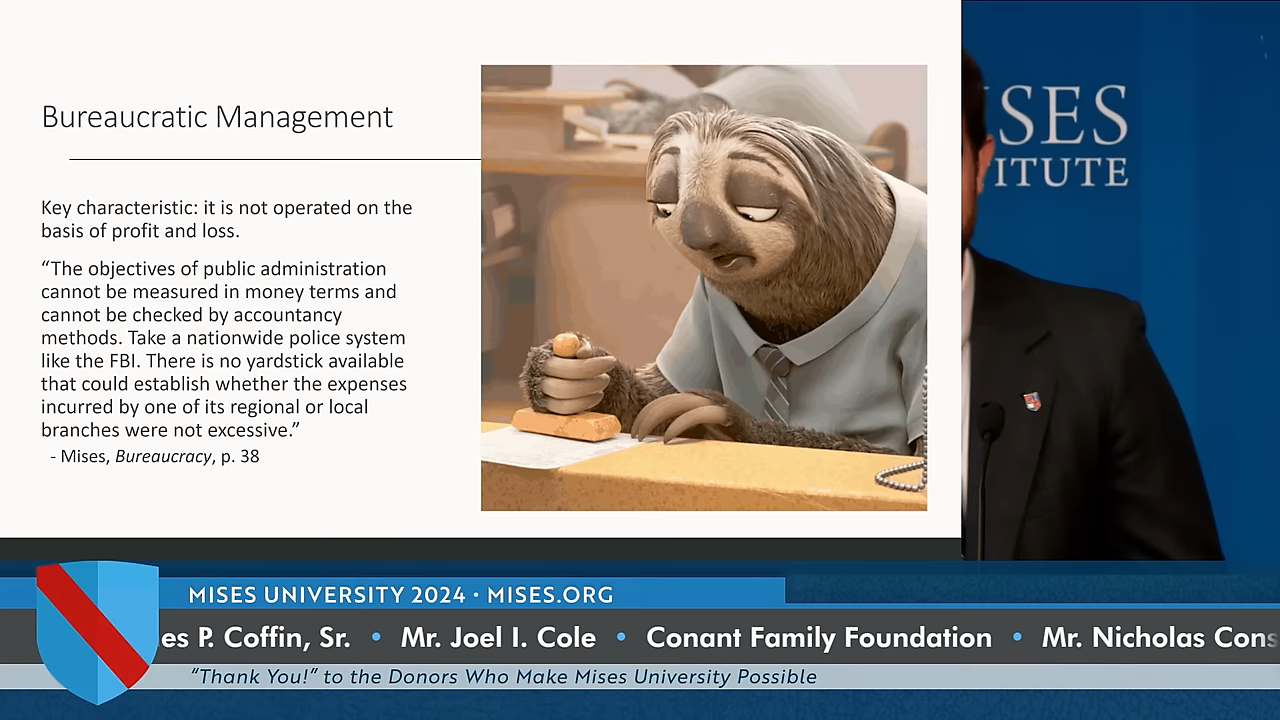 Bureaucratic Management
Key characteristic: it is not operated on the
basis of profit and loss.
“The objectives of public administration
cannot be measured in money terms and
cannot be checked by accountancy
methods. Take a nationwide police system
like the FBI. There is no yardstick available
that could establish whether the expenses
incurred by one of its regional or local
branches were not excessive.”
- Mises, Bureaucracy, p. 38
SES
ITUTE
MISES UNIVERSITY 2024 • MISES.ORG
es P. Coffin, Sr. • Mr. Joel I. Cole • Conant Family Foundation • Mr. Nicholas Cons
“Thank You!” to the Donors Who Make Mises University Possible